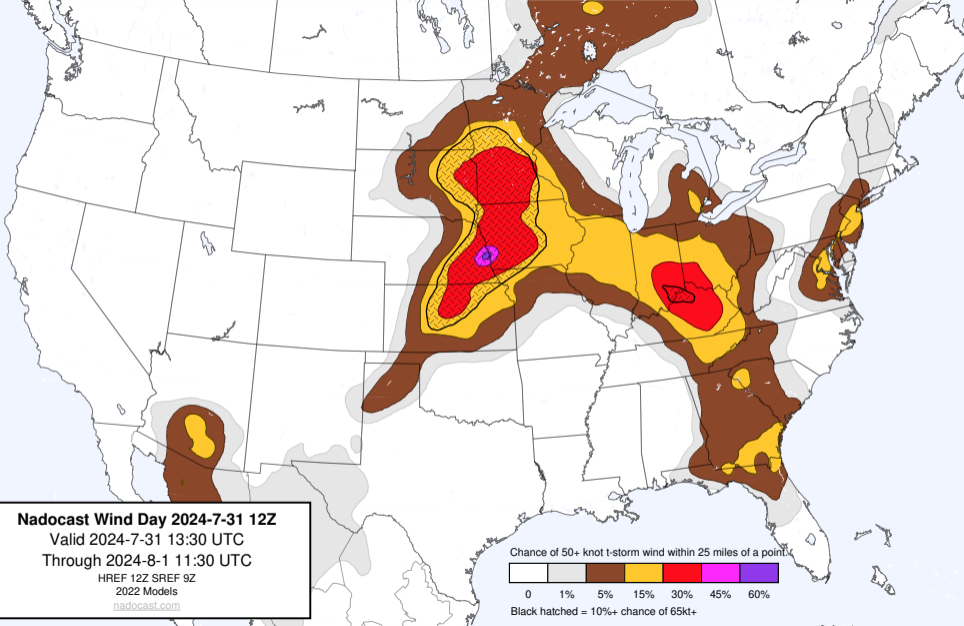 Nadocast Wind Day 2024-7-31 12Z
Valid 2024-7-31 13:30 UTC
Through 2024-8-1 11:30 UTC
HREF 12Z SREF 9Z
2022 Models
nadocast.com
Chance of 50+ knot t-storm wind within 25 miles of a point.
0 1% 5% 15% 30% 45% 60%
Black hatched = 10%+ chance of 65kt+